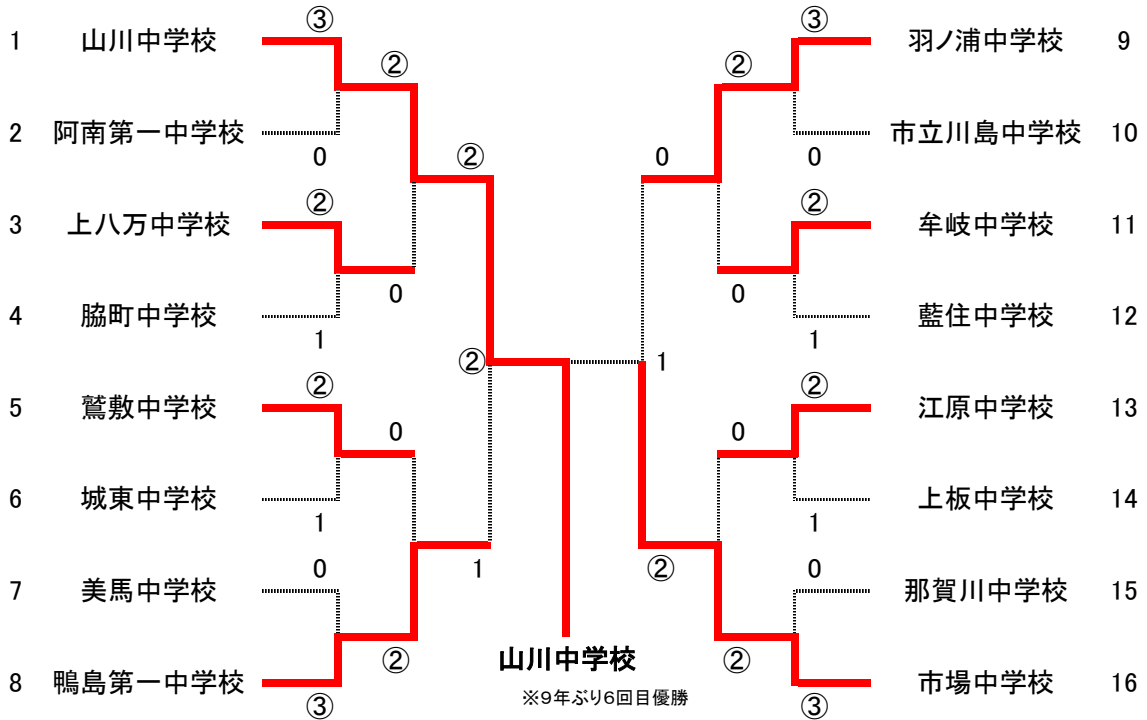 ③ ③
1 山川中学校 羽ノ浦中学校 9
② ②
2 阿南第一中学校 市立川島中学校 10
0 ② 0 0
② ②
3 上八万中学校 牟岐中学校 11
0 0
4 脇町中学校 藍住中学校 12
1 1
② 1
② ②
5 鷲敷中学校 江原中学校 13
0 0
6 城東中学校 上板中学校 14
1 1
0 1 ② 0
7 美馬中学校 那賀川中学校 15
② 山川中学校 ②
8 鴨島第一中学校 市場中学校 16
※9年ぶり6回目優勝
③ ③